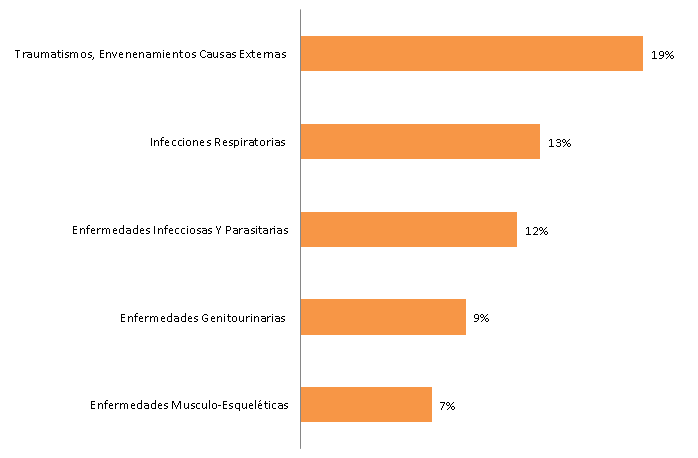 Traumatismos, Envenenamientos Causas Externas 19%
Infecciones Respiratorias 13%
Enfermedades Infecciosas Y Parasitarias 12%
Enfermedades Genitourinarias 9%
Enfermedades Musculo-Esqueléticas 7%